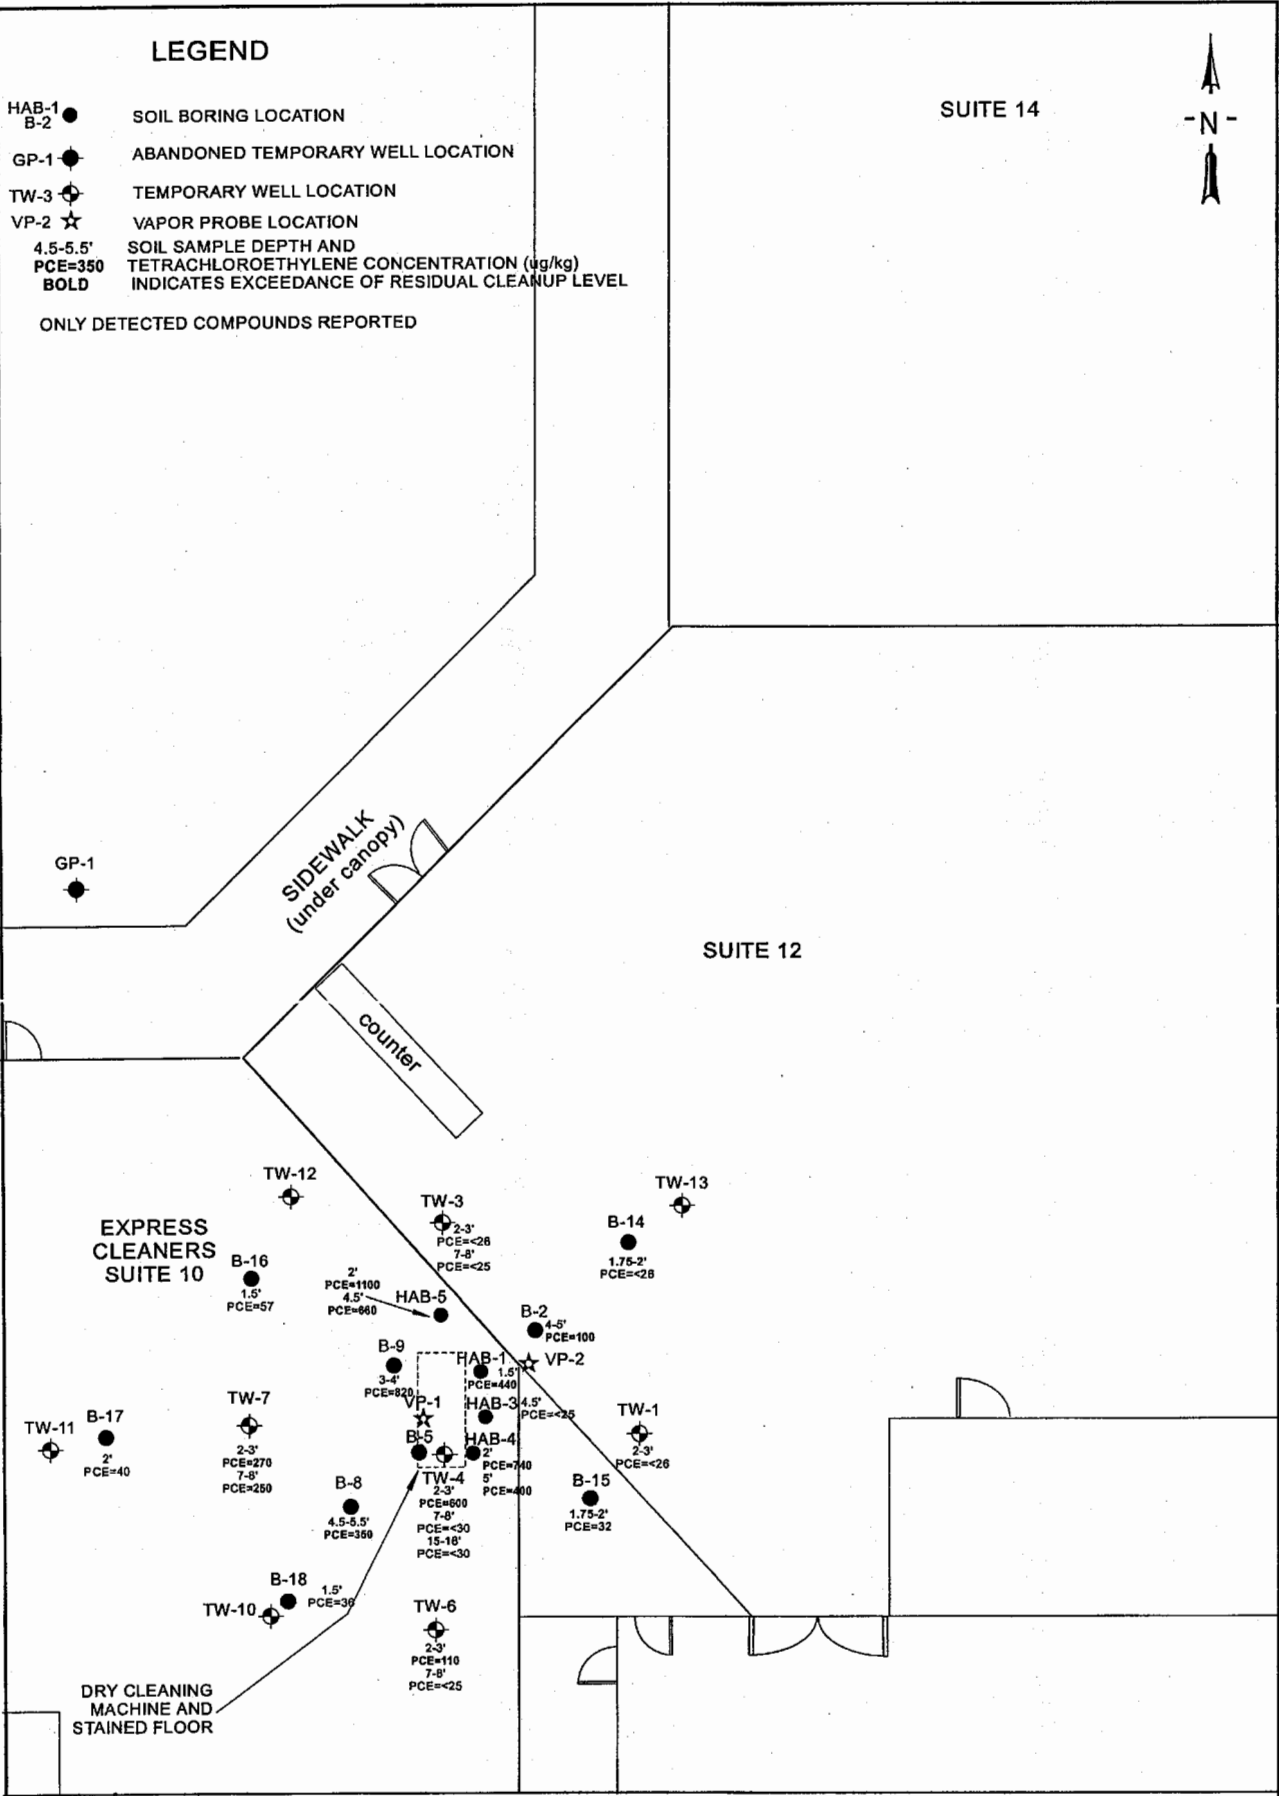 LEGEND
HAB-1
B-2
SOIL BORING LOCATION
GP-1
ABANDONED TEMPORARY WELL LOCATION
TW-3
TEMPORARY WELL LOCATION
VP-2
VAPOR PROBE LOCATION
4.5-5.5'
SOIL SAMPLE DEPTH AND
PCE=350
TETRACHLOROETHYLENE CONCENTRATION (ug/kg)
BOLD
INDICATES EXCEEDANCE OF RESIDUAL CLEANUP LEVEL
ONLY DETECTED COMPOUNDS REPORTED
SUITE 14
-N-
GP-1
SIDEWALK
(under canopy)
SUITE 12
counter
TW-12
TW-3
2-3'
PCE=<26
7-8'
PCE=<25
TW-13
B-14
1.75-2'
PCE=<26
EXPRESS
CLEANERS
SUITE 10
B-16
1.5'
PCE=57
2'
PCE=1100
4.5'
PCE=660
HAB-5
B-2
4-5'
PCE=100
VP-2
B-9
3-4'
PCE=820
HAB-1
1.5'
PCE=440
VP-1
HAB-3
4.5'
PCE=<25
TW-1
2-3'
PCE=<26
TW-7
2-3'
PCE=270
7-8'
PCE=250
TW-11
B-17
2'
PCE=40
B-5
HAB-4
2'
PCE=740
5'
PCE=400
TW-4
2-3'
PCE=600
7-8'
PCE=<30
15-16'
PCE=<30
B-8
4.5-5.5'
PCE=350
B-15
1.75-2'
PCE=32
B-18
1.5'
PCE=36
TW-10
TW-6
2-3'
PCE=110
7-8'
PCE=<25
DRY CLEANING
MACHINE AND
STAINED FLOOR